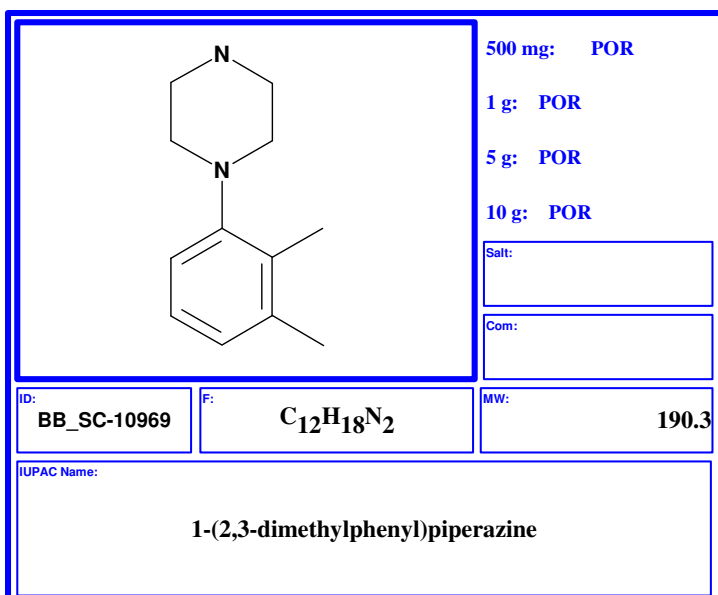 N
N
500 mg: POR
1 g: POR
5 g: POR
10 g: POR
Salt:
Com:
ID:
BB_SC-10969
F:
C12H18N2
MW:
190.3
IUPAC Name:
1-(2,3-dimethylphenyl)piperazine